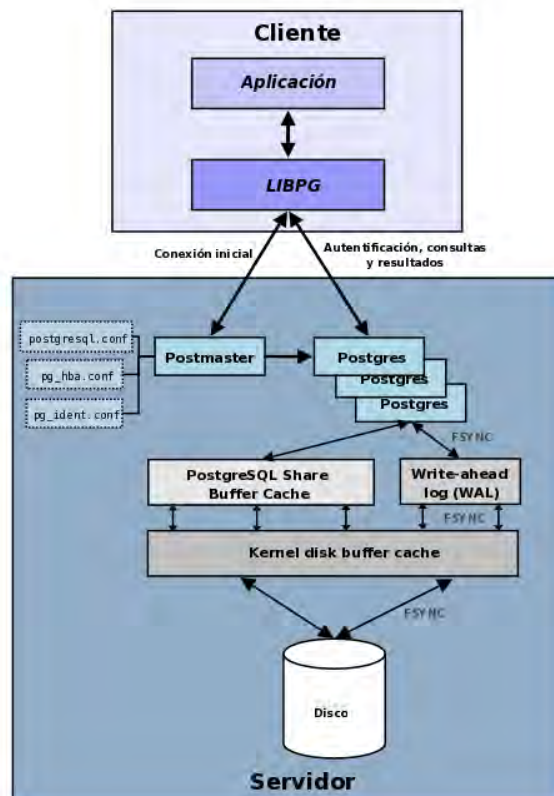 Cliente
Aplicación
LIBPG
Conexión inicial
Autentificación, consultas
y resultados
postgresql.conf
pg_hba.conf
pg_ident.conf
Postmaster
Postgres
Postgres
Postgres
FSYNC
PostgreSQL Share
Buffer Cache
Write-ahead
log (WAL)
FSYNC
Kernel disk buffer cache
FSYNC
Disco
Servidor